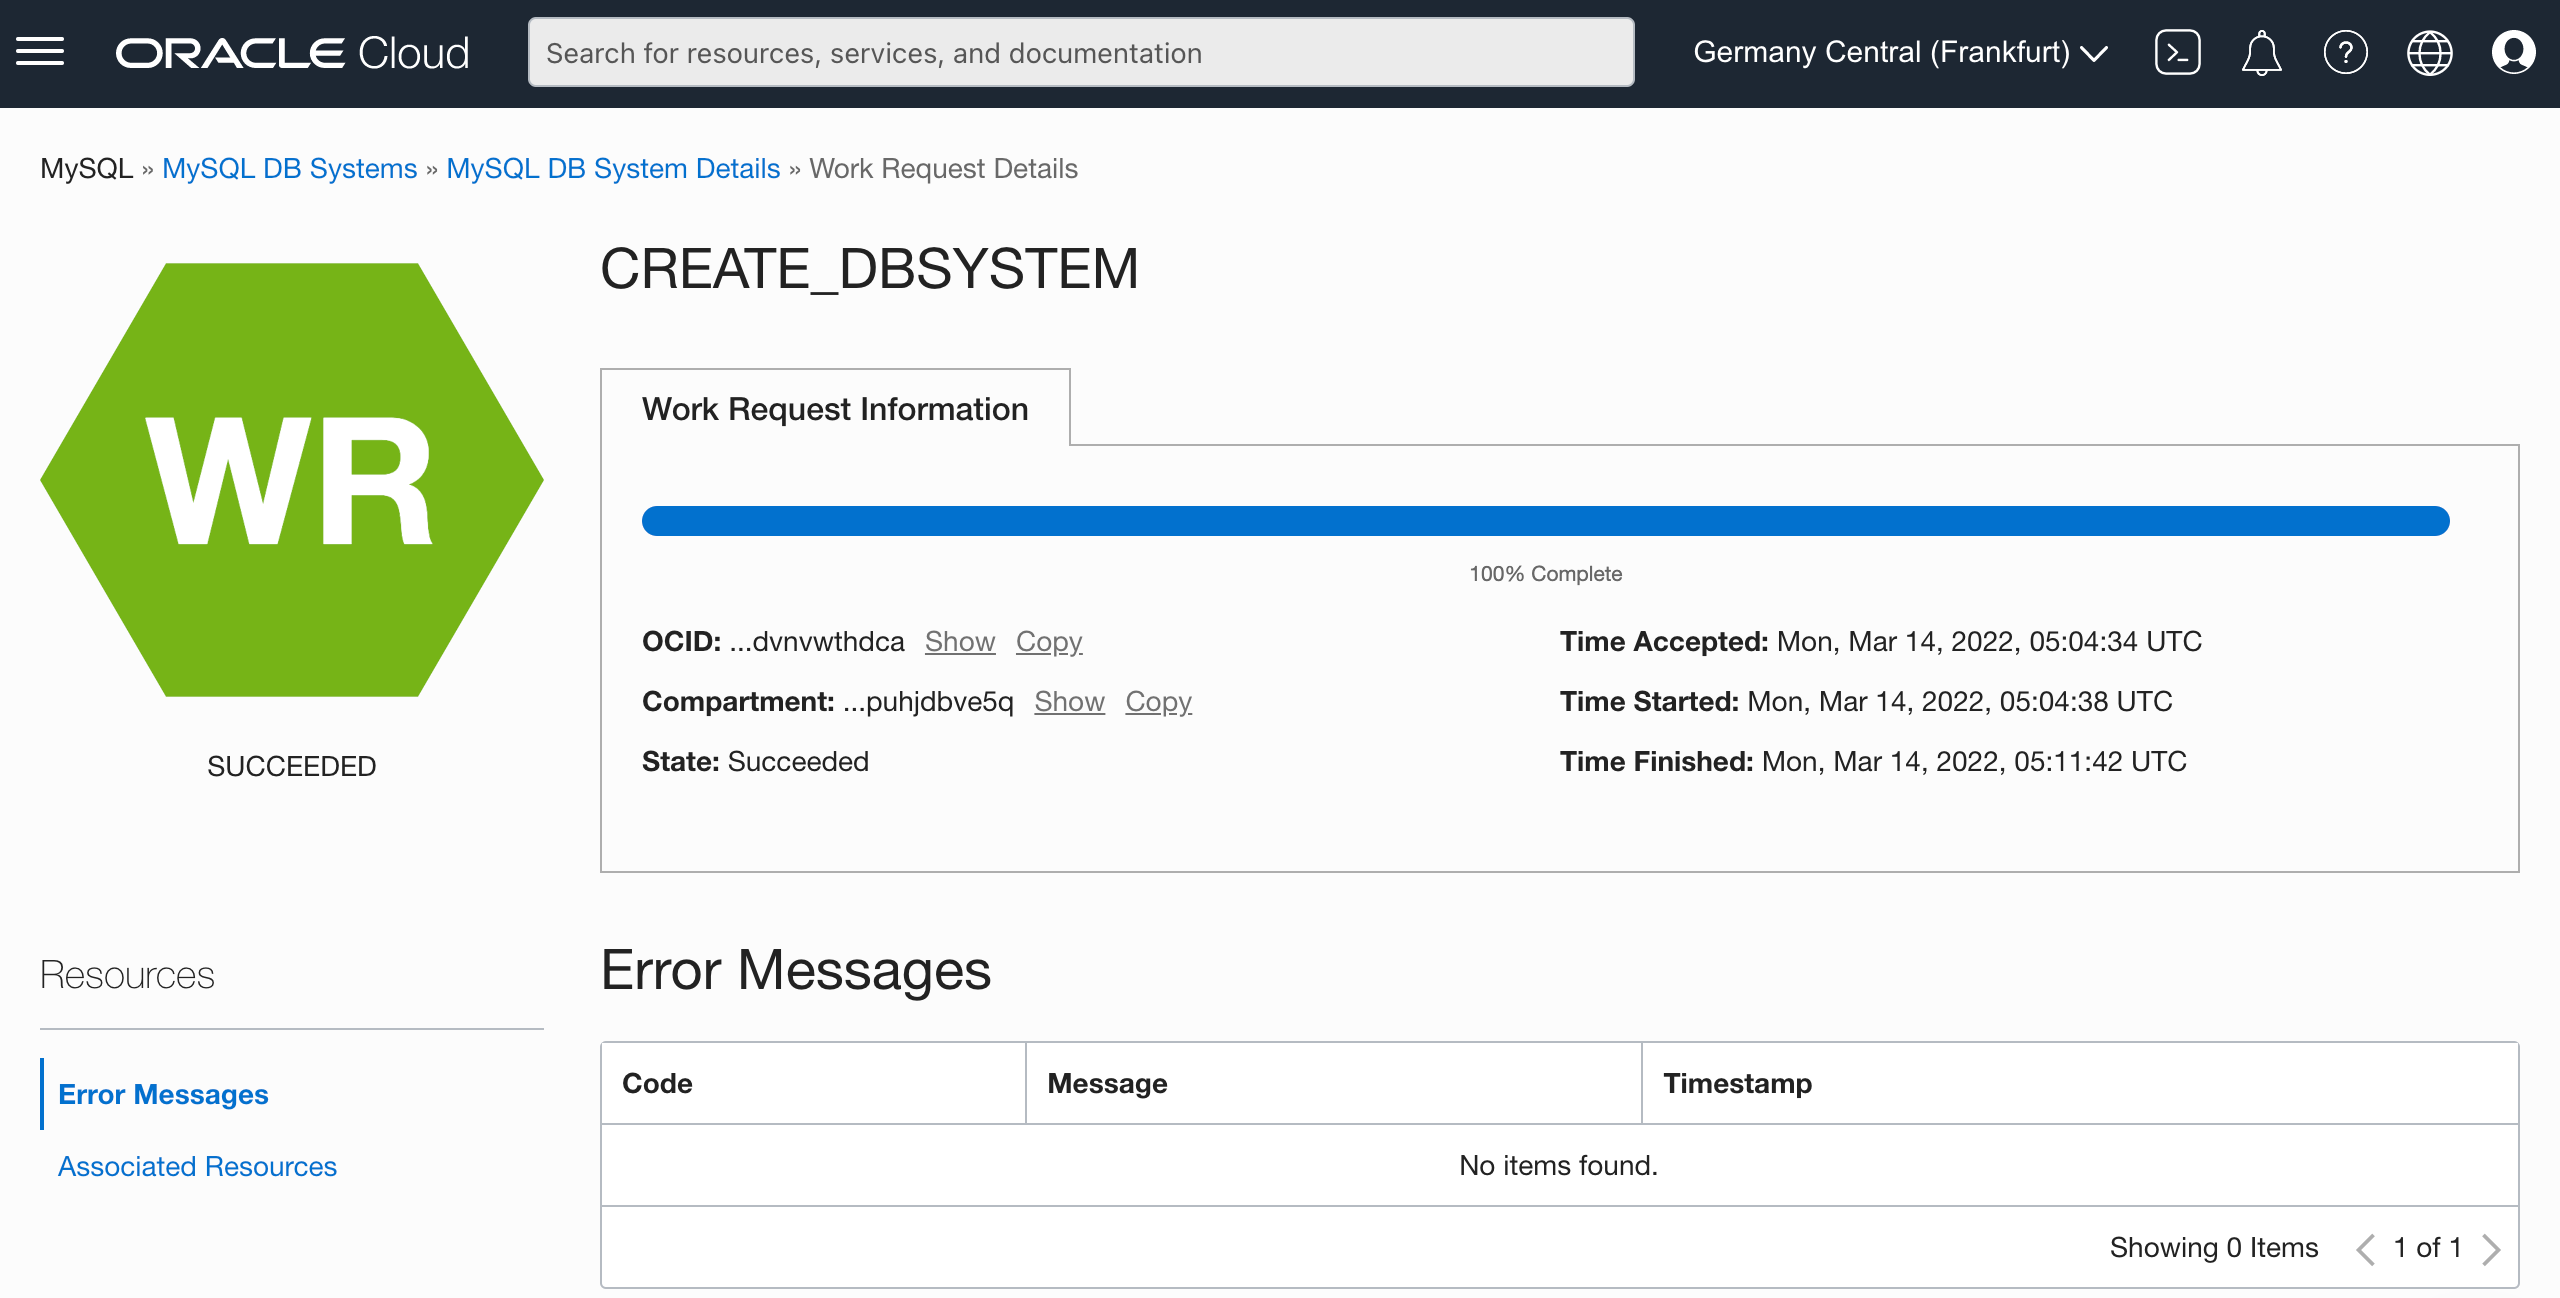 ORACLE Cloud
Search for resources, services, and documentation
Germany Central (Frankfurt)
MySQL » MySQL DB Systems » MySQL DB System Details » Work Request Details
WR
SUCCEEDED
CREATE_DBSYSTEM
Work Request Information
100% Complete
OCID: ...dvnvwthdca Show Copy
Compartment: ...puhjdbve5q Show Copy
State: Succeeded
Time Accepted: Mon, Mar 14, 2022, 05:04:34 UTC
Time Started: Mon, Mar 14, 2022, 05:04:38 UTC
Time Finished: Mon, Mar 14, 2022, 05:11:42 UTC
Resources
Error Messages
Associated Resources
Error Messages
Code Message Timestamp
No items found.
Showing 0 Items 1 of 1